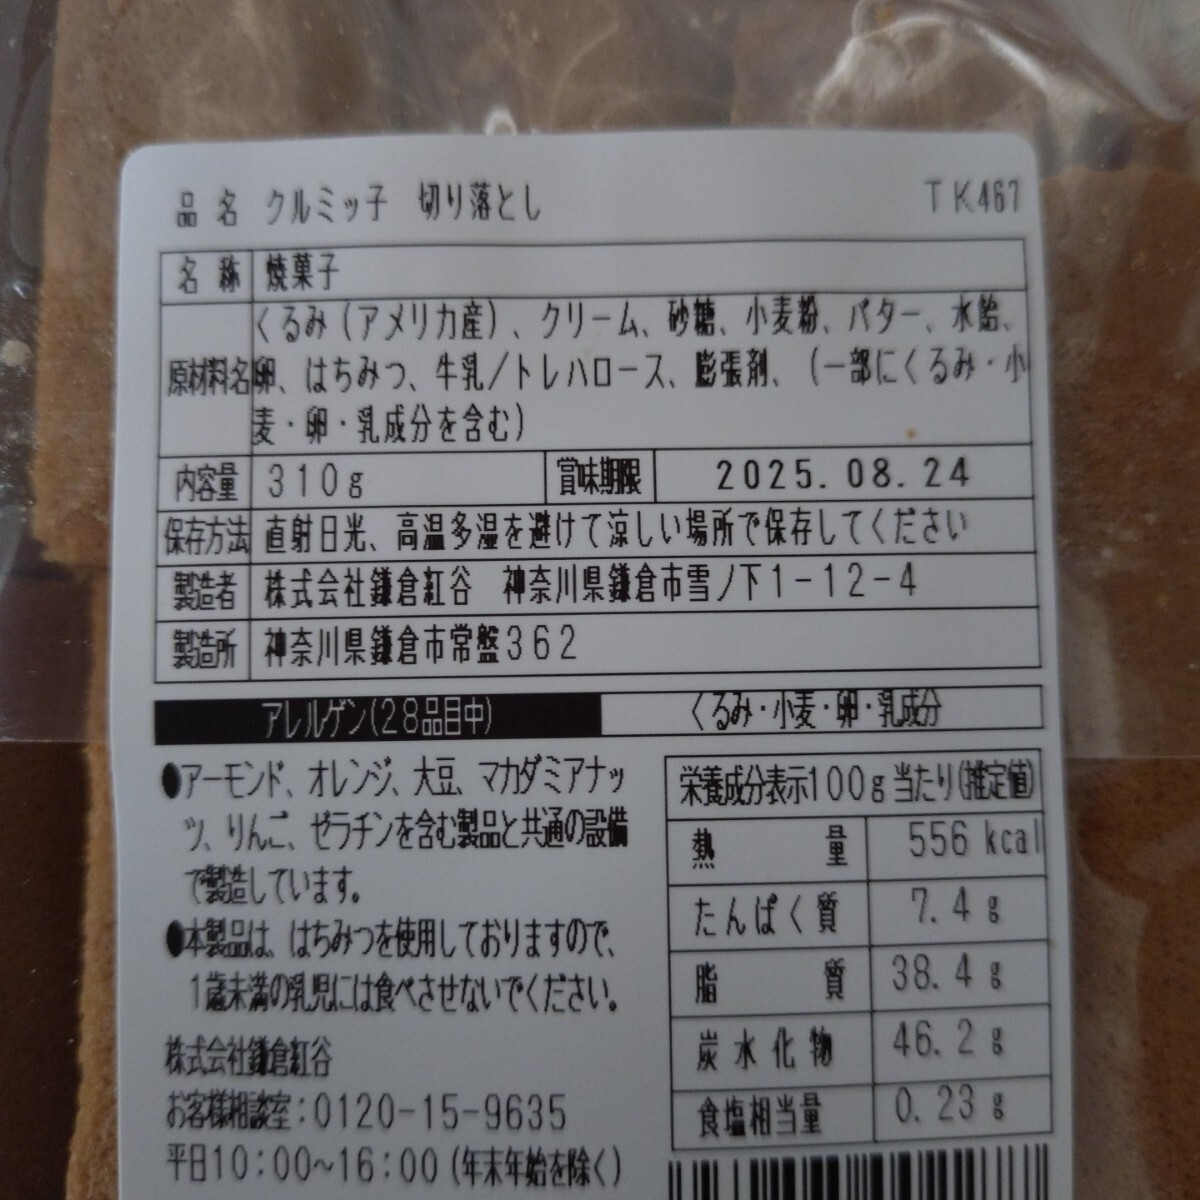 品名 クルミッ子 切り落とし TK467
名称 焼菓子
原材料名 くるみ(アメリカ産)、クリーム、砂糖、小麦粉、バター、水飴、
卵、はちみつ、牛乳/トレハロース、膨張剤、(一部にくるみ・小
麦・卵・乳成分を含む)
内容量 310g 賞味期限 2025.08.24
保存方法 直射日光、高温多湿を避けて涼しい場所で保存してください
製造者 株式会社鎌倉紅谷 神奈川県鎌倉市雪ノ下1-12-4
製造所 神奈川県鎌倉市常盤362
アレルゲン(28品目中) くるみ・小麦・卵・乳成分
●アーモンド、オレンジ、大豆、マカダミアナッ
ツ、りんご、ゼラチンを含む製品と共通の設備
で製造しています。
●本製品は、はちみつを使用しておりますので、
1歳未満の乳児には食べさせないでください。
株式会社鎌倉紅谷
お客様相談室:0120-15-9635
平日10:00~16:00(年末年始を除く)
栄養成分表示100g当たり(推定値)
熱量 556 kcal
たんぱく質 7.4 g
脂質 38.4 g
炭水化物 46.2 g
食塩相当量 0.23 g